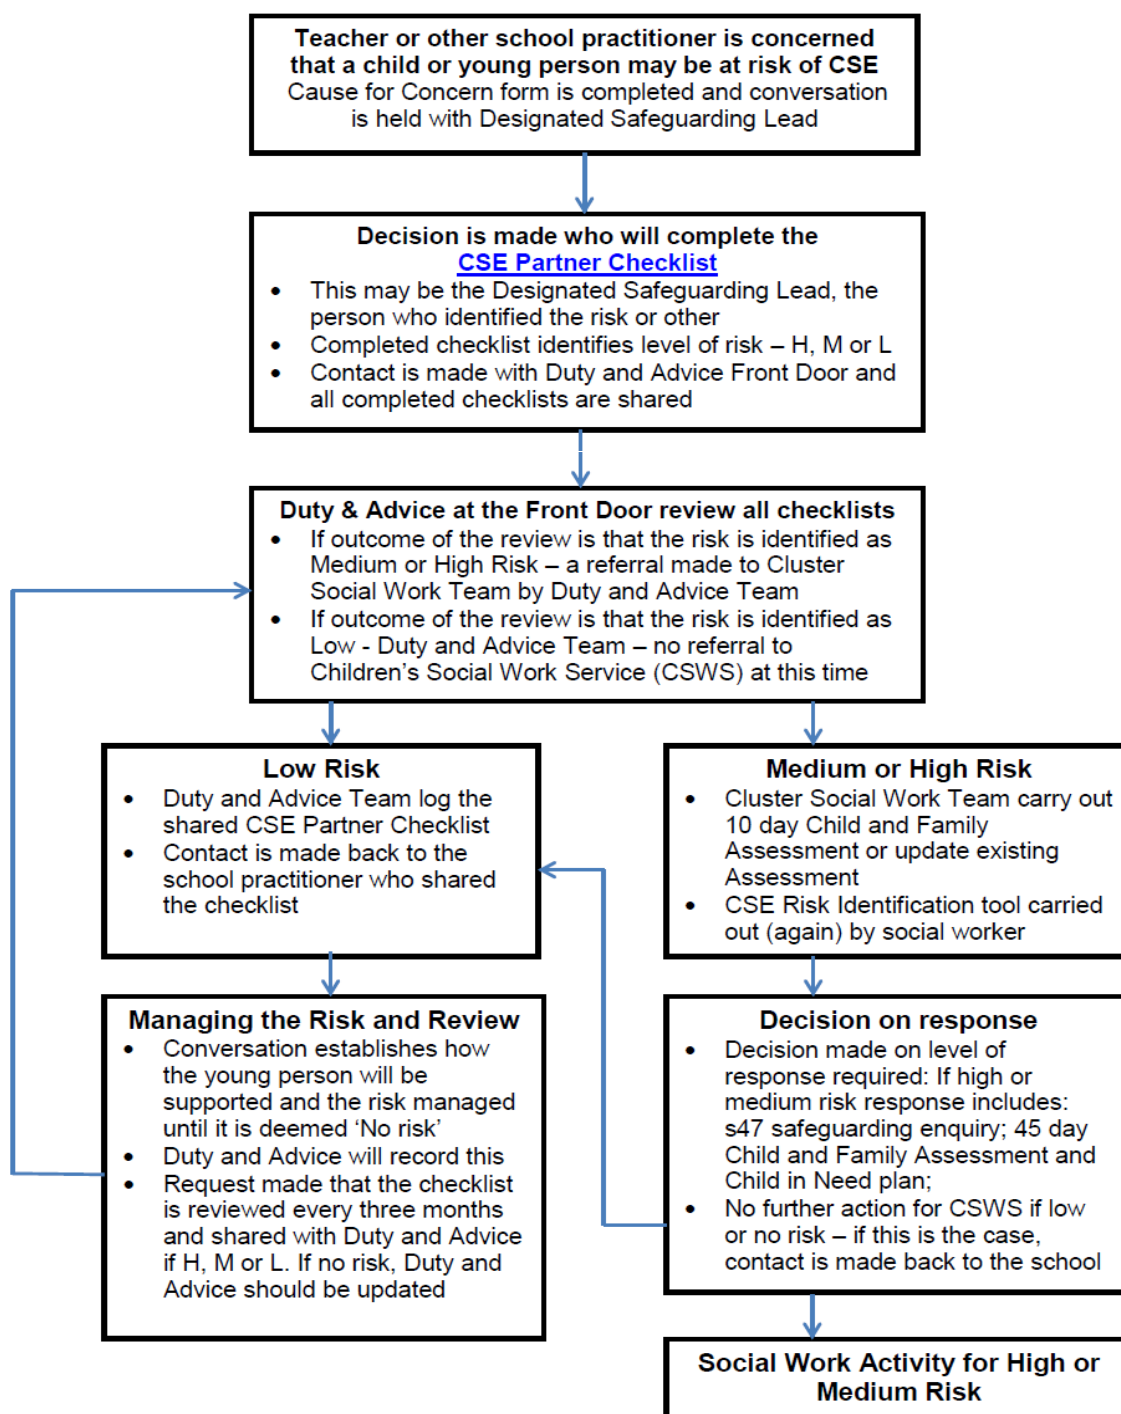 Teacher or other school practitioner is concerned
that a child or young person may be at risk of CSE
Cause for Concern form is completed and conversation
is held with Designated Safeguarding Lead
Decision is made who will complete the
CSE Partner Checklist
• This may be the Designated Safeguarding Lead, the
person who identified the risk or other
• Completed checklist identifies level of risk – H, M or L
• Contact is made with Duty and Advice Front Door and
all completed checklists are shared
Duty & Advice at the Front Door review all checklists
• If outcome of the review is that the risk is identified as
Medium or High Risk – a referral made to Cluster
Social Work Team by Duty and Advice Team
• If outcome of the review is that the risk is identified as
Low - Duty and Advice Team – no referral to
Children's Social Work Service (CSWS) at this time
Low Risk
• Duty and Advice Team log the
shared CSE Partner Checklist
• Contact is made back to the
school practitioner who shared
the checklist
Medium or High Risk
• Cluster Social Work Team carry out
10 day Child and Family
Assessment or update existing
Assessment
• CSE Risk Identification tool carried
out (again) by social worker
Managing the Risk and Review
• Conversation establishes how
the young person will be
supported and the risk managed
until it is deemed 'No risk'
• Duty and Advice will record this
• Request made that the checklist
is reviewed every three months
and shared with Duty and Advice
if H, M or L. If no risk, Duty and
Advice should be updated
Decision on response
• Decision made on level of
response required: If high or
medium risk response includes:
s47 safeguarding enquiry; 45 day
Child and Family Assessment and
Child in Need plan;
• No further action for CSWS if low
or no risk – if this is the case,
contact is made back to the school
Social Work Activity for High or
Medium Risk